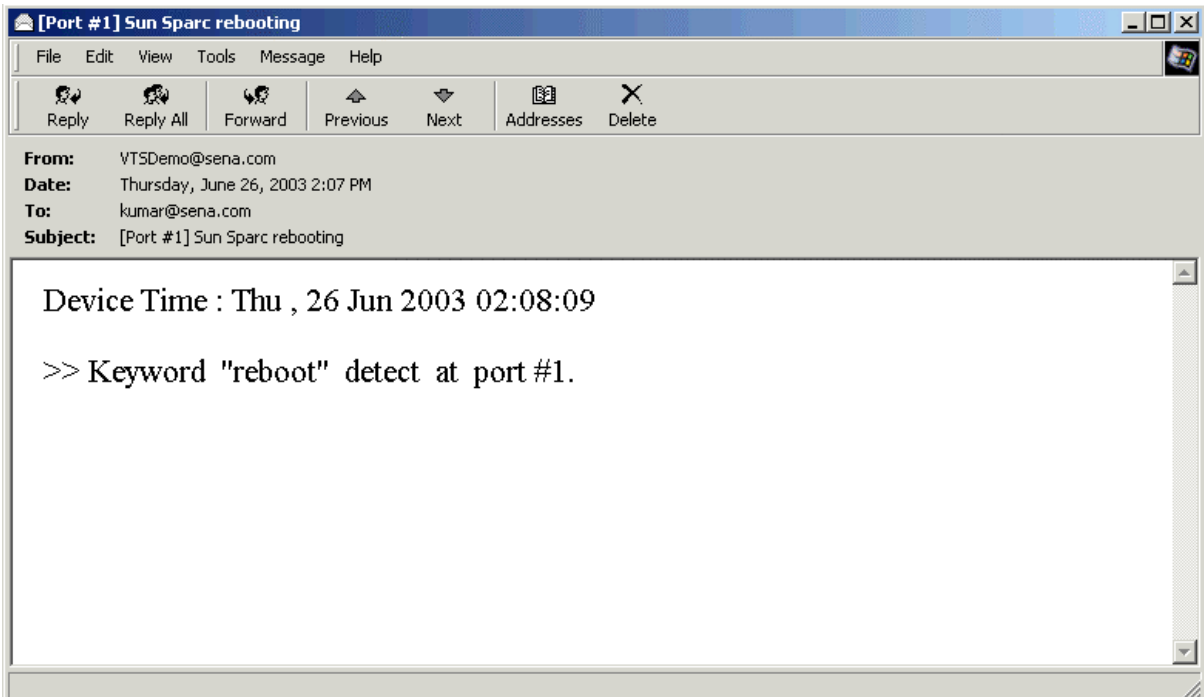 [Port #1] Sun Sparc rebooting
File Edit View Tools Message Help
Reply Reply All Forward Previous Next Addresses Delete
From: VTSDemo@sena.com
Date: Thursday, June 26, 2003 2:07 PM
To: kumar@sena.com
Subject: [Port #1] Sun Sparc rebooting
Device Time : Thu , 26 Jun 2003 02:08:09
>> Keyword "reboot" detect at port #1.